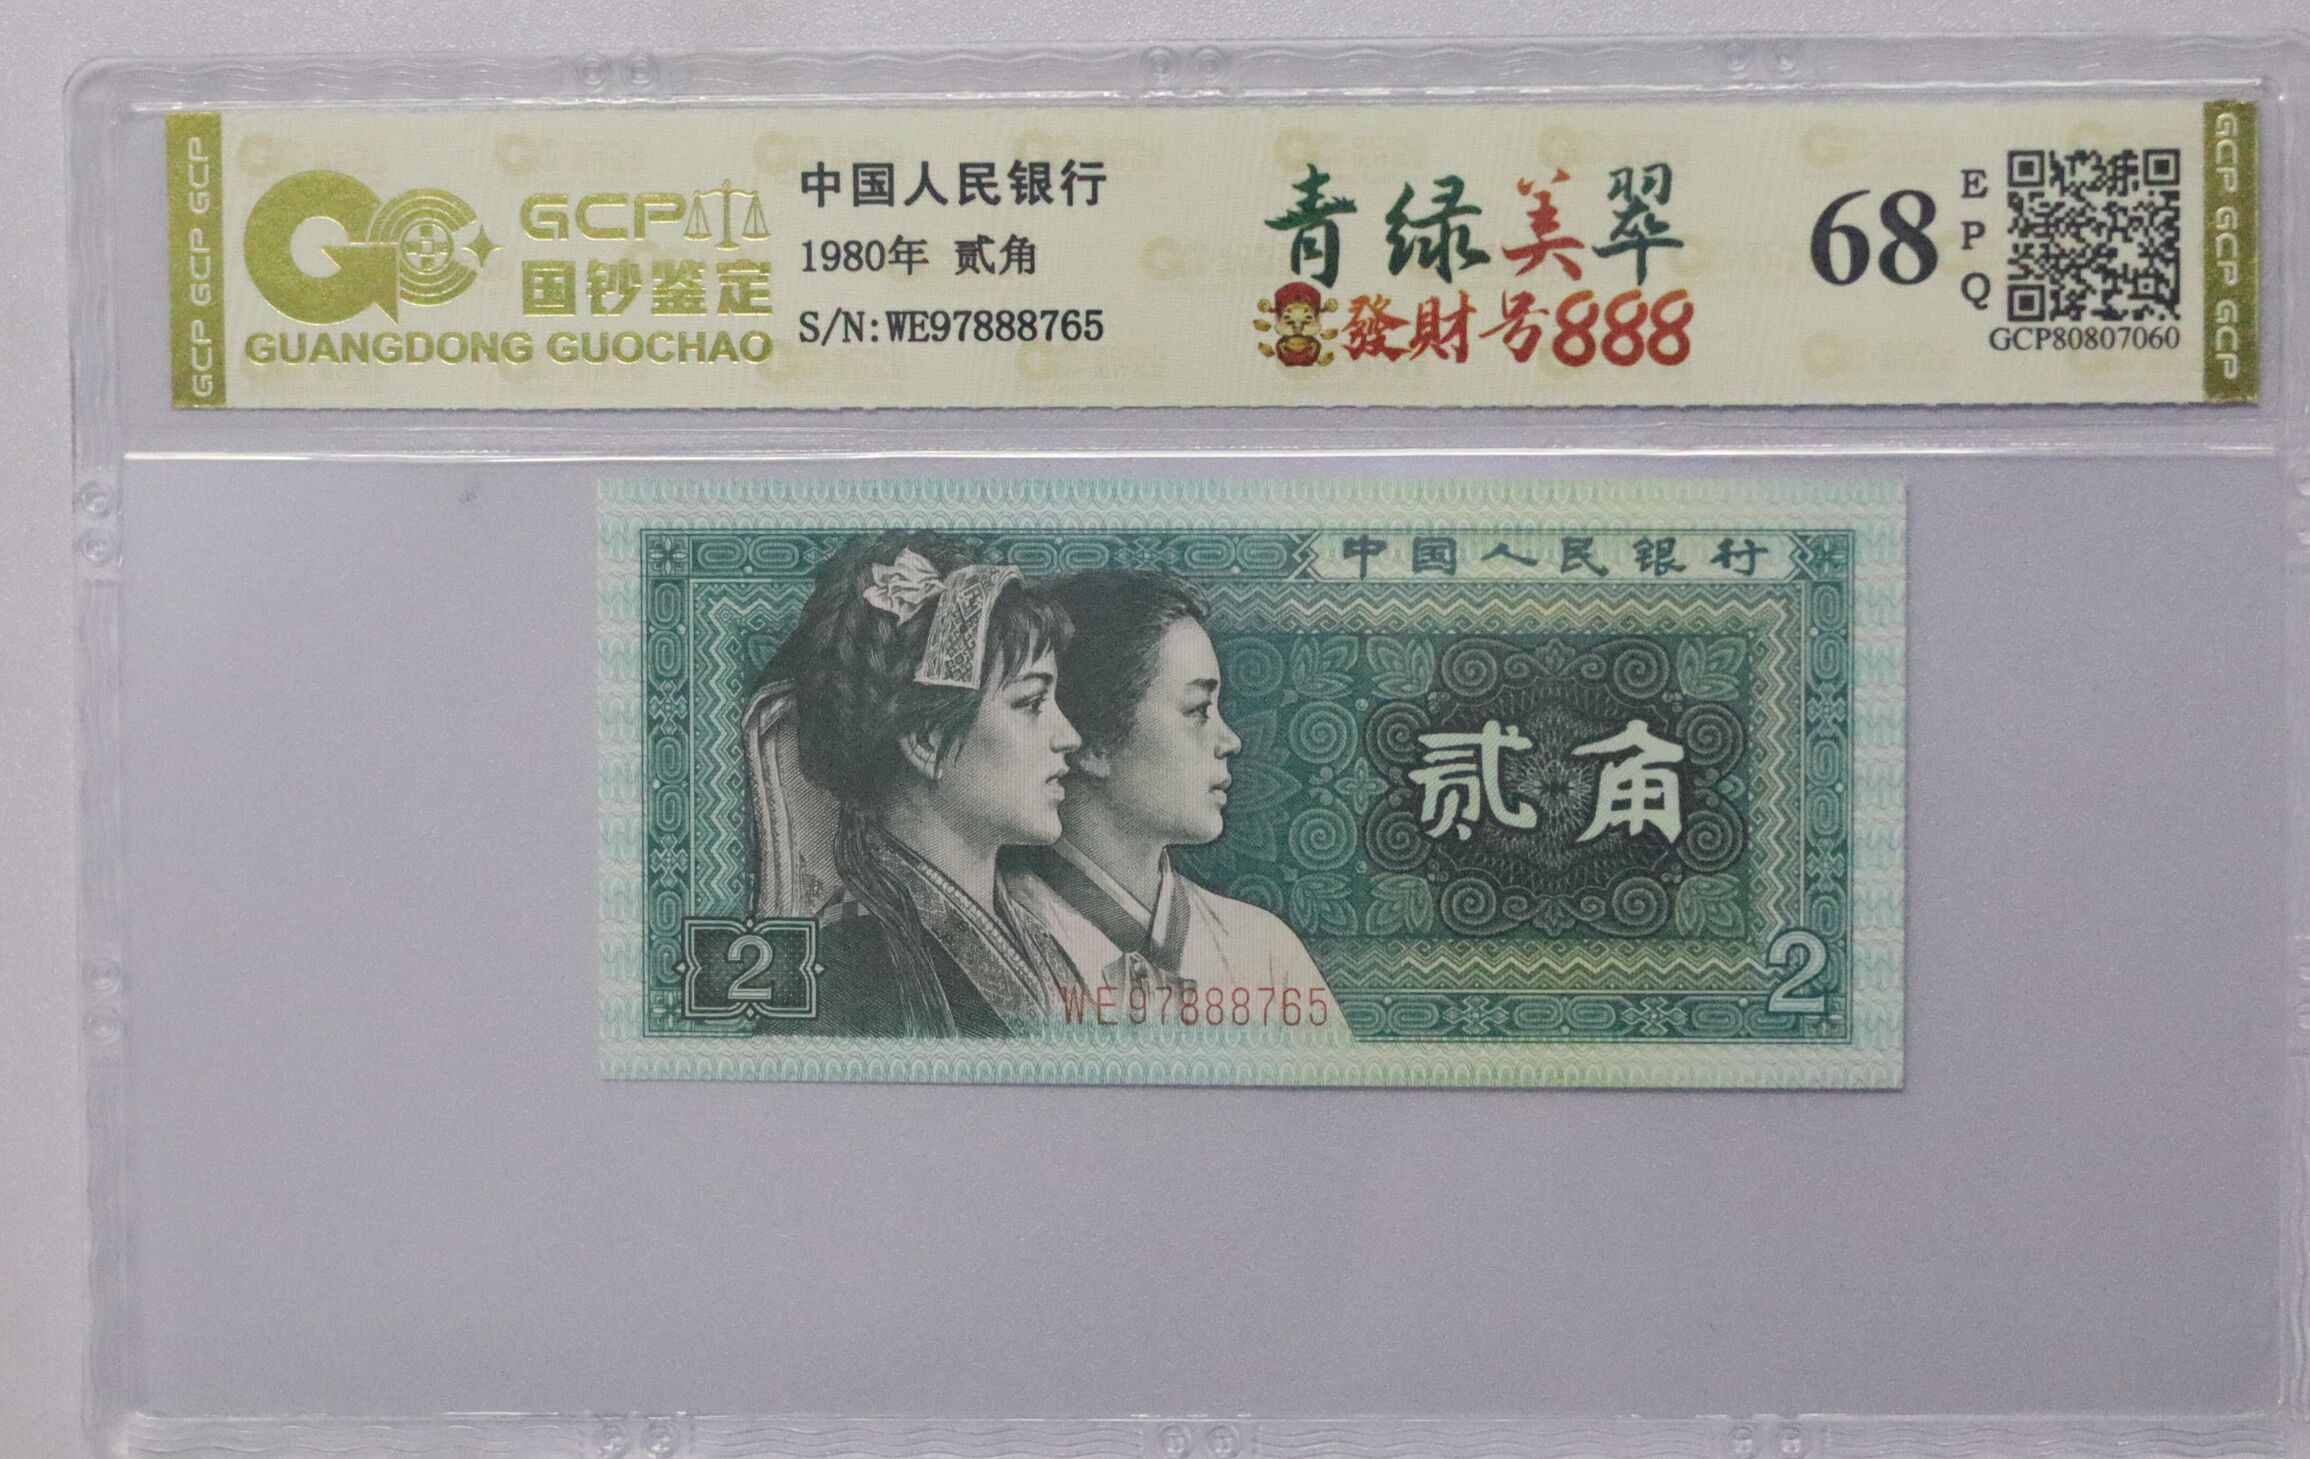 GCP GCP GCP
GCP
国钞鉴定
GUANGDONG GUOCHAO
中国人民银行
1980年 贰角
S/N:WE97888765
青绿美翠
發財号888
68
EPQ
GCP80807060
GCP GCP GCP
中国人民银行
贰角
2
2
WE97888765